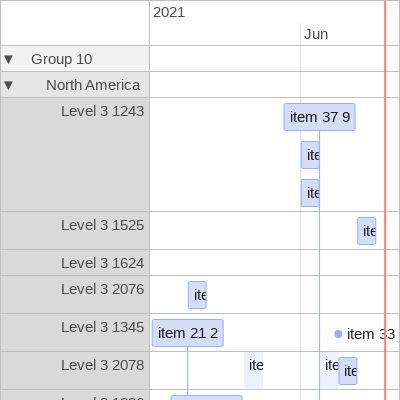 2021
Jun
▼ Group 10
▼ North America
Level 3 1243
item 37 9
ite
ite
Level 3 1525
ite
Level 3 1624
Level 3 2076
ite
Level 3 1345
item 21 2
item 33
Level 3 2078
ite
ite
ite